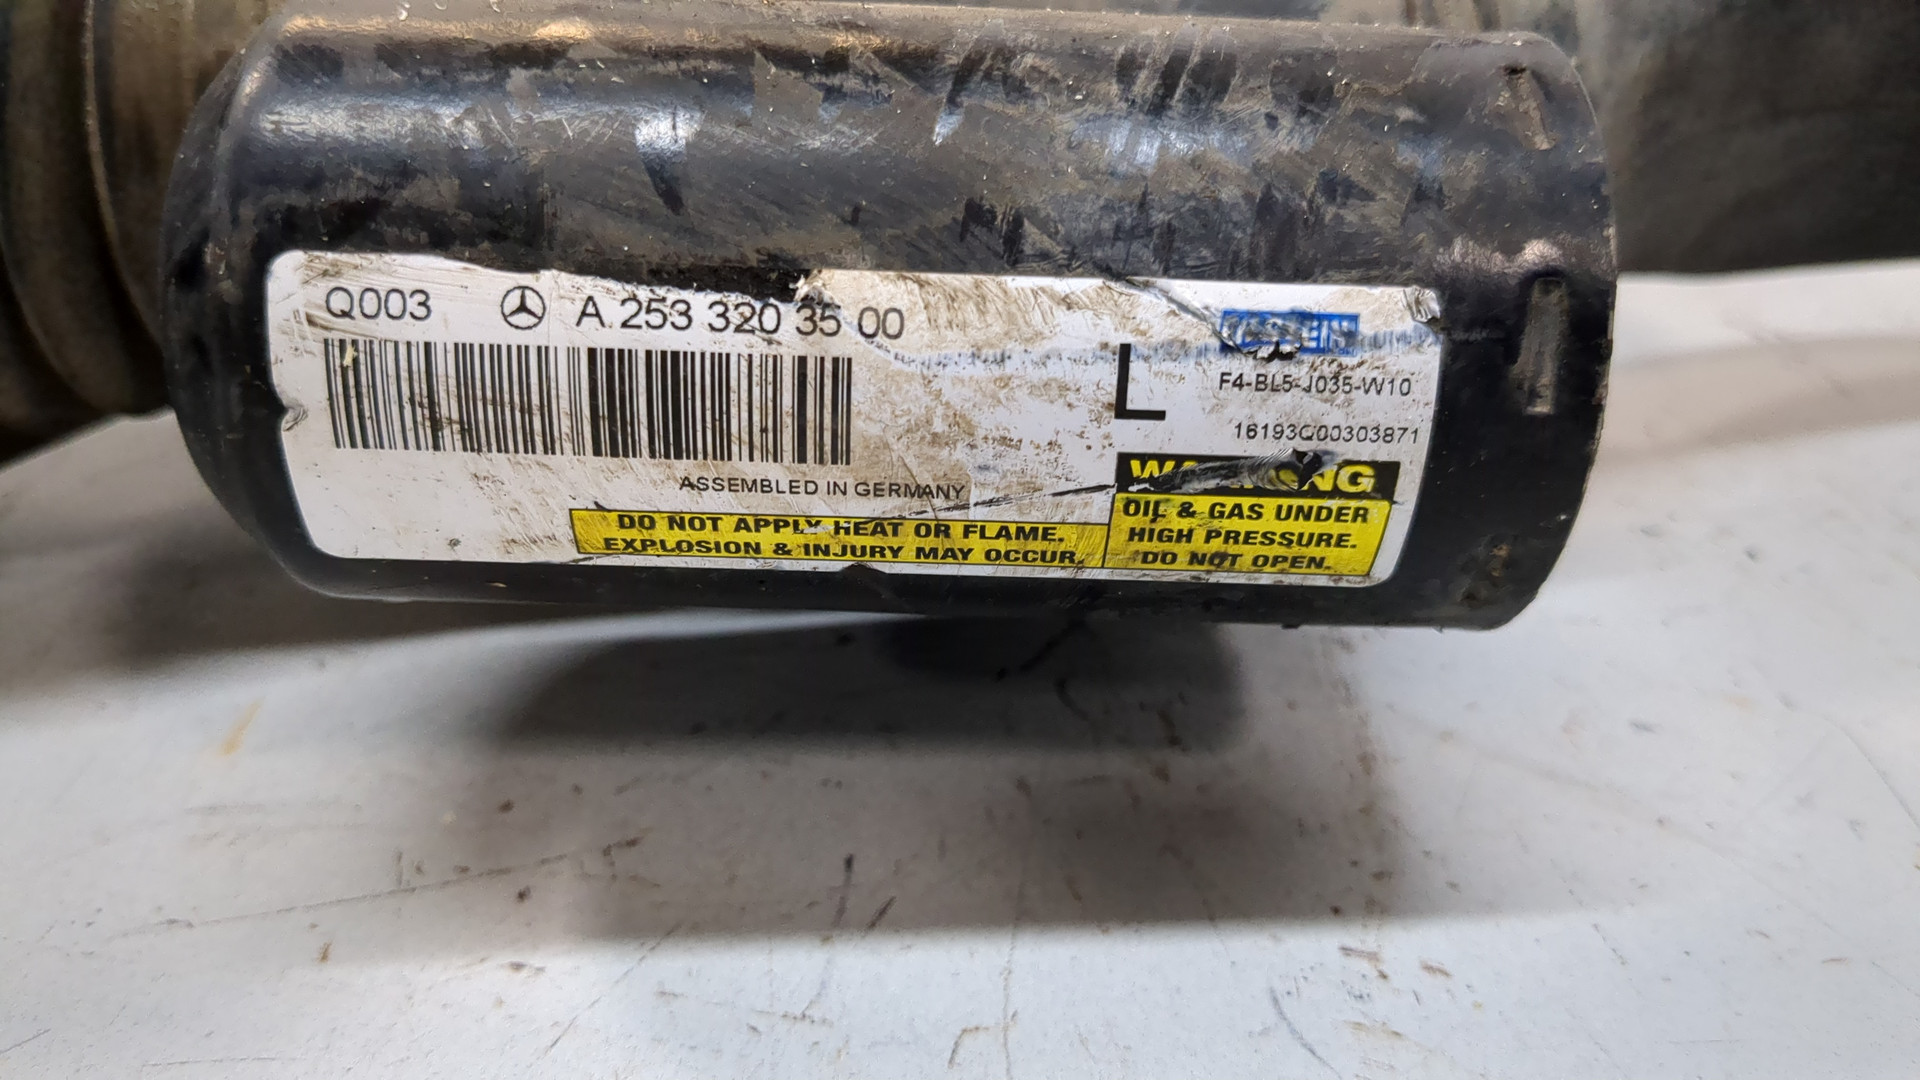 Q003 A 253 320 35 00
L
F4-BL5-J035-W10
16193Q00303871
ASSEMBLED IN GERMANY
DO NOT APPLY HEAT OR FLAME.
EXPLOSION & INJURY MAY OCCUR.
WARNING
OIL & GAS UNDER
HIGH PRESSURE.
DO NOT OPEN.